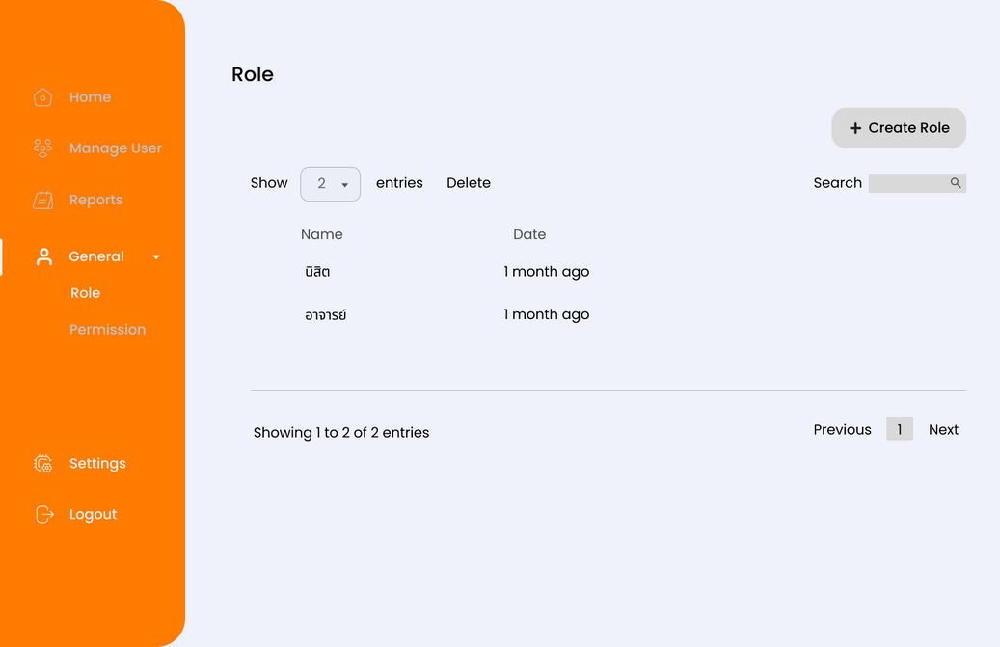 Home
Manage User
Reports
General
Role
Permission
Settings
Logout
Role
+ Create Role
Show 2 entries Delete Search
Name Date
นิสิต 1 month ago
อาจารย์ 1 month ago
Showing 1 to 2 of 2 entries Previous 1 Next